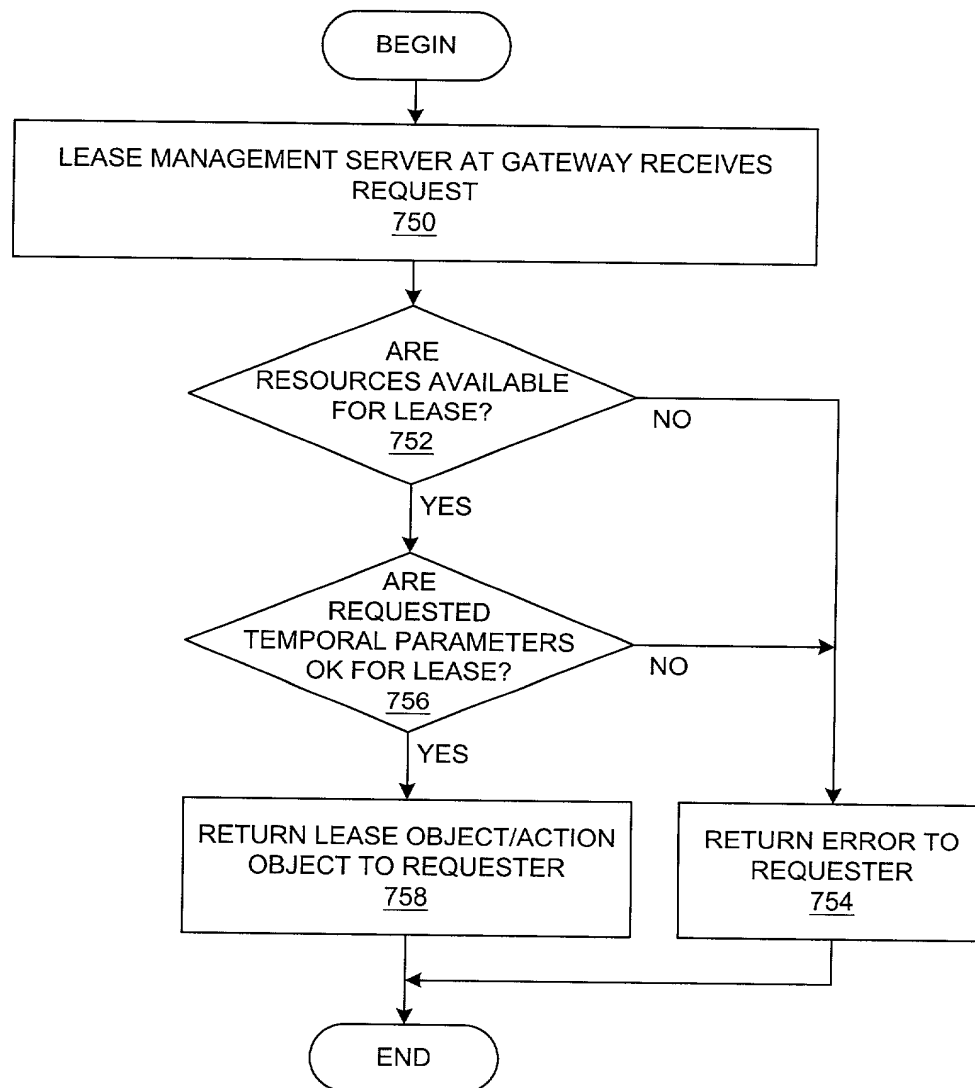 BEGIN
LEASE MANAGEMENT SERVER AT GATEWAY RECEIVES
REQUEST
750
ARE
RESOURCES AVAILABLE
FOR LEASE?
752
NO
YES
ARE
REQUESTED
TEMPORAL PARAMETERS
OK FOR LEASE?
756
NO
YES
RETURN LEASE OBJECT/ACTION
OBJECT TO REQUESTER
758
RETURN ERROR TO
REQUESTER
754
END